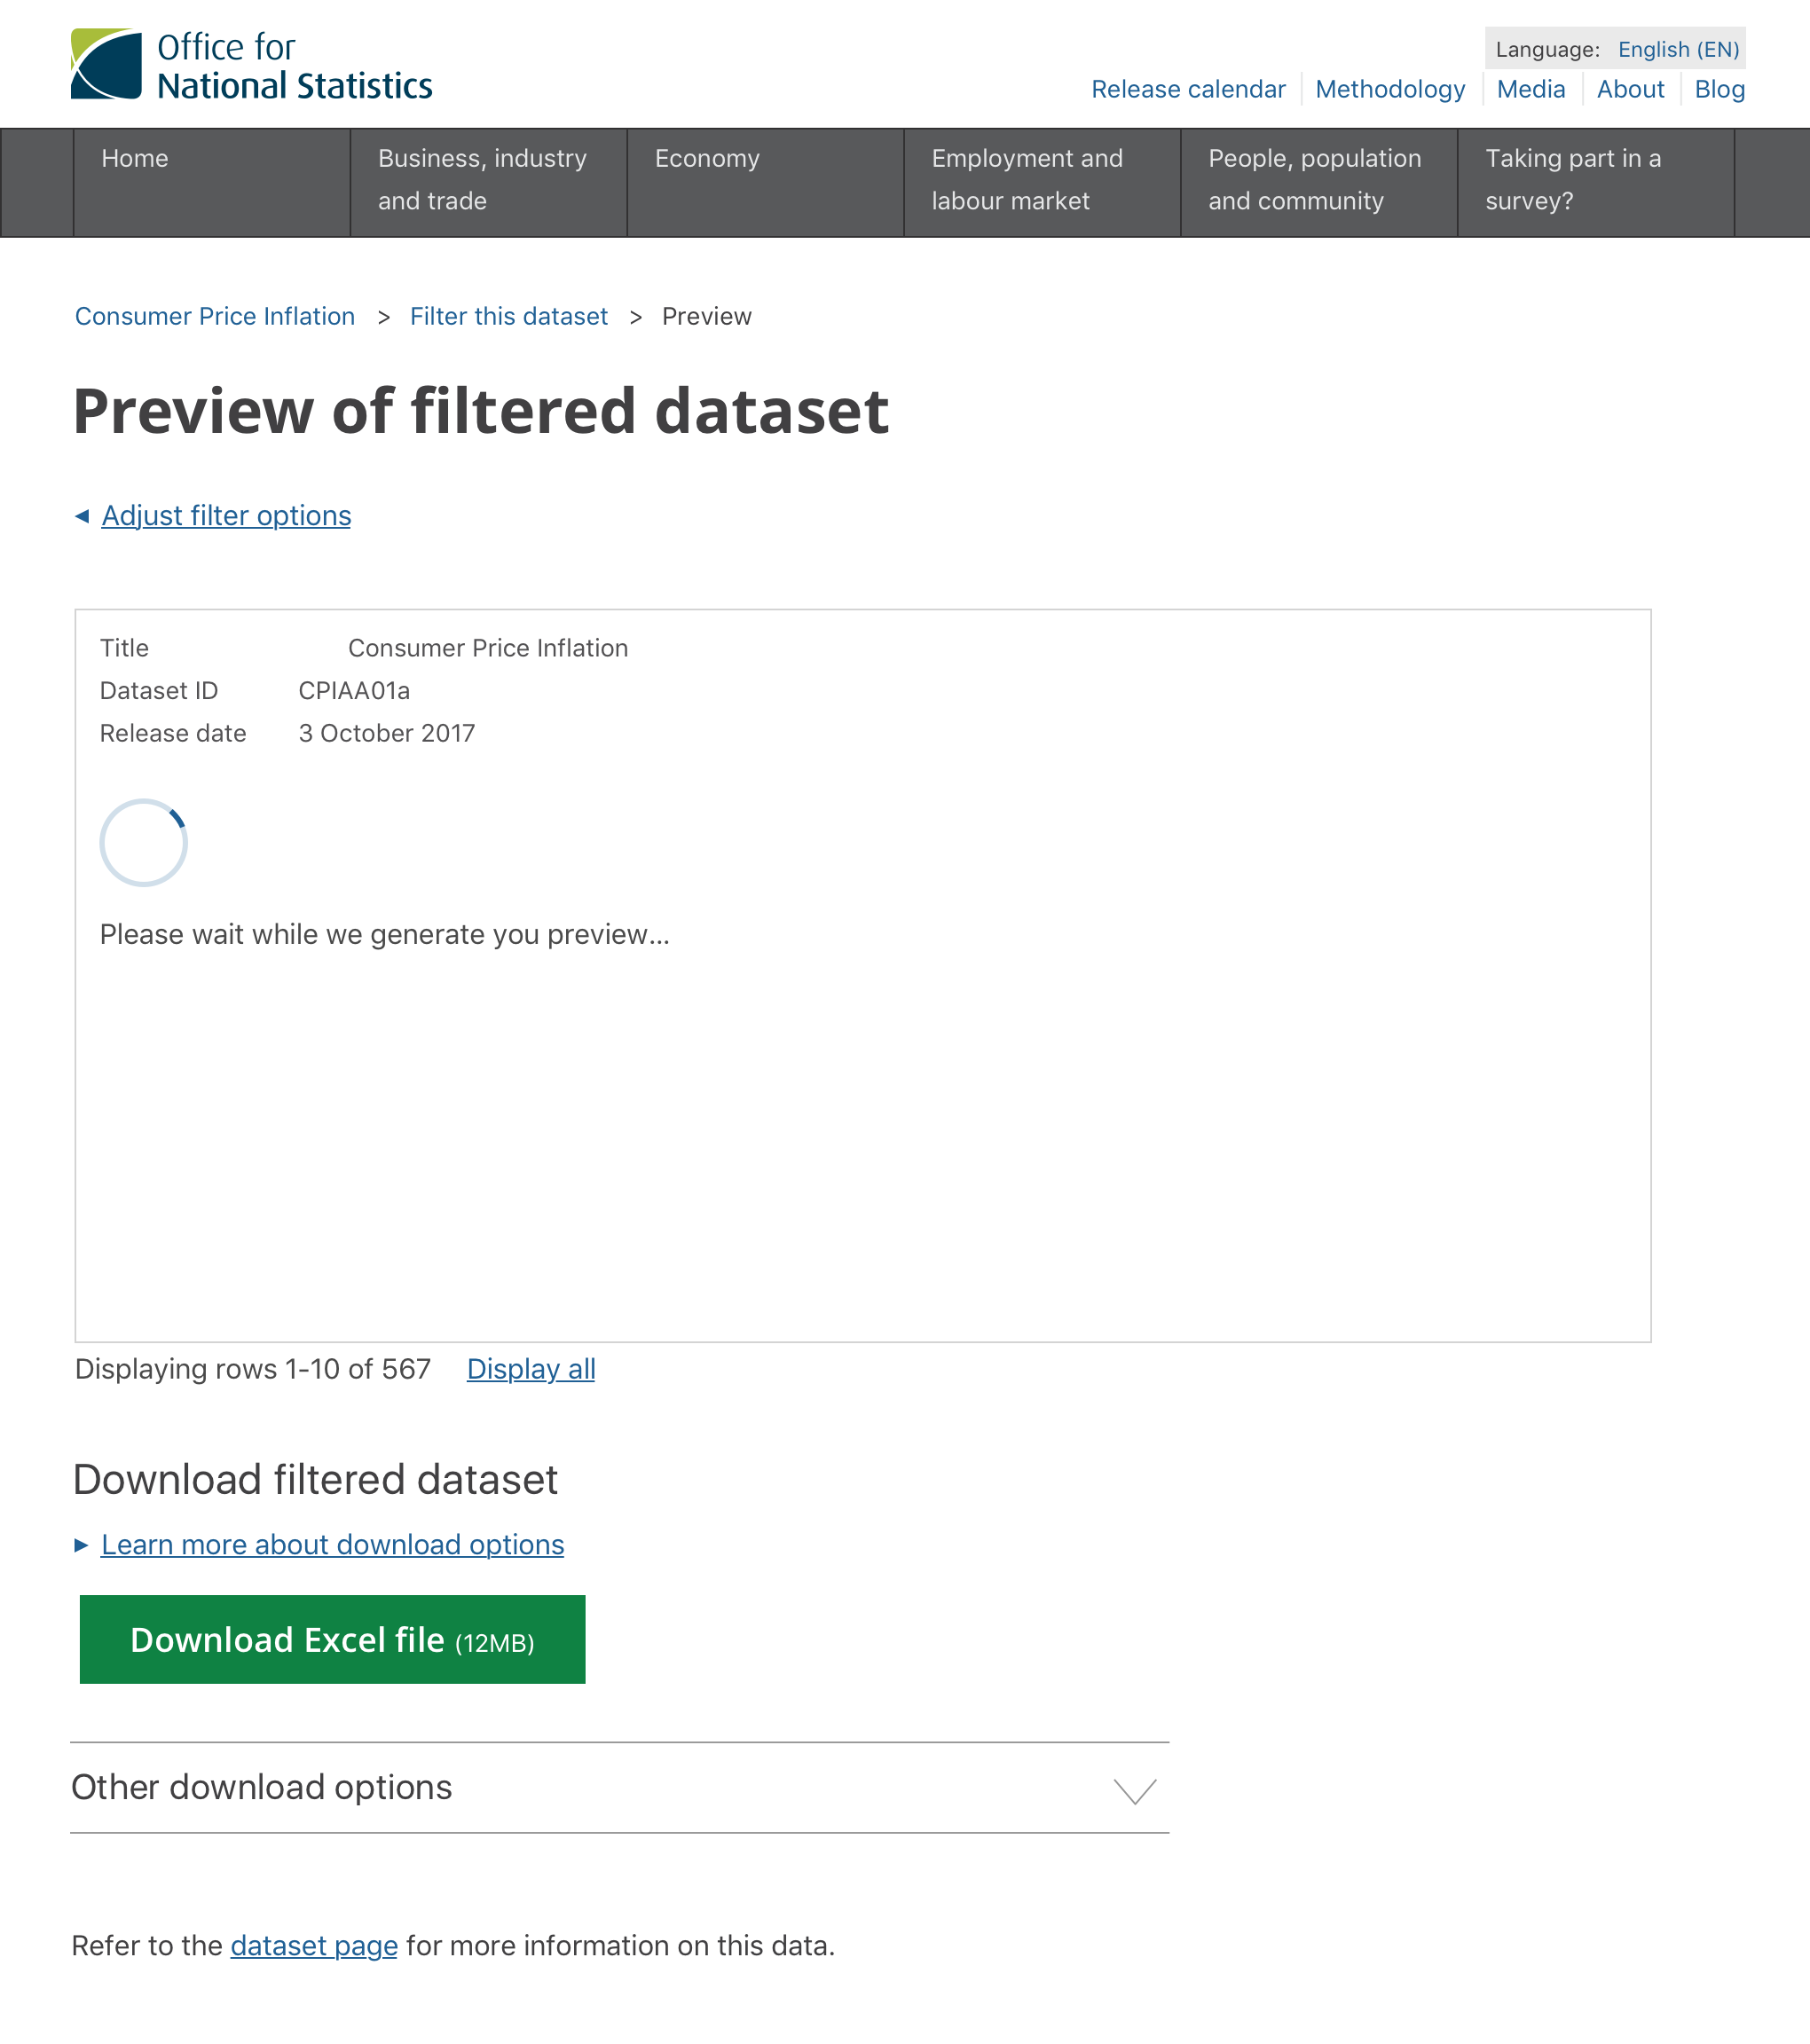 Office for
National Statistics
Language: English (EN)
Release calendar Methodology Media About Blog
Home
Business, industry
and trade
Economy
Employment and
labour market
People, population
and community
Taking part in a
survey?
Consumer Price Inflation > Filter this dataset > Preview
Preview of filtered dataset
◄ Adjust filter options
Title Consumer Price Inflation
Dataset ID CPIAA01a
Release date 3 October 2017
Please wait while we generate you preview...
Displaying rows 1-10 of 567 Display all
Download filtered dataset
► Learn more about download options
Download Excel file (12MB)
Other download options
Refer to the dataset page for more information on this data.